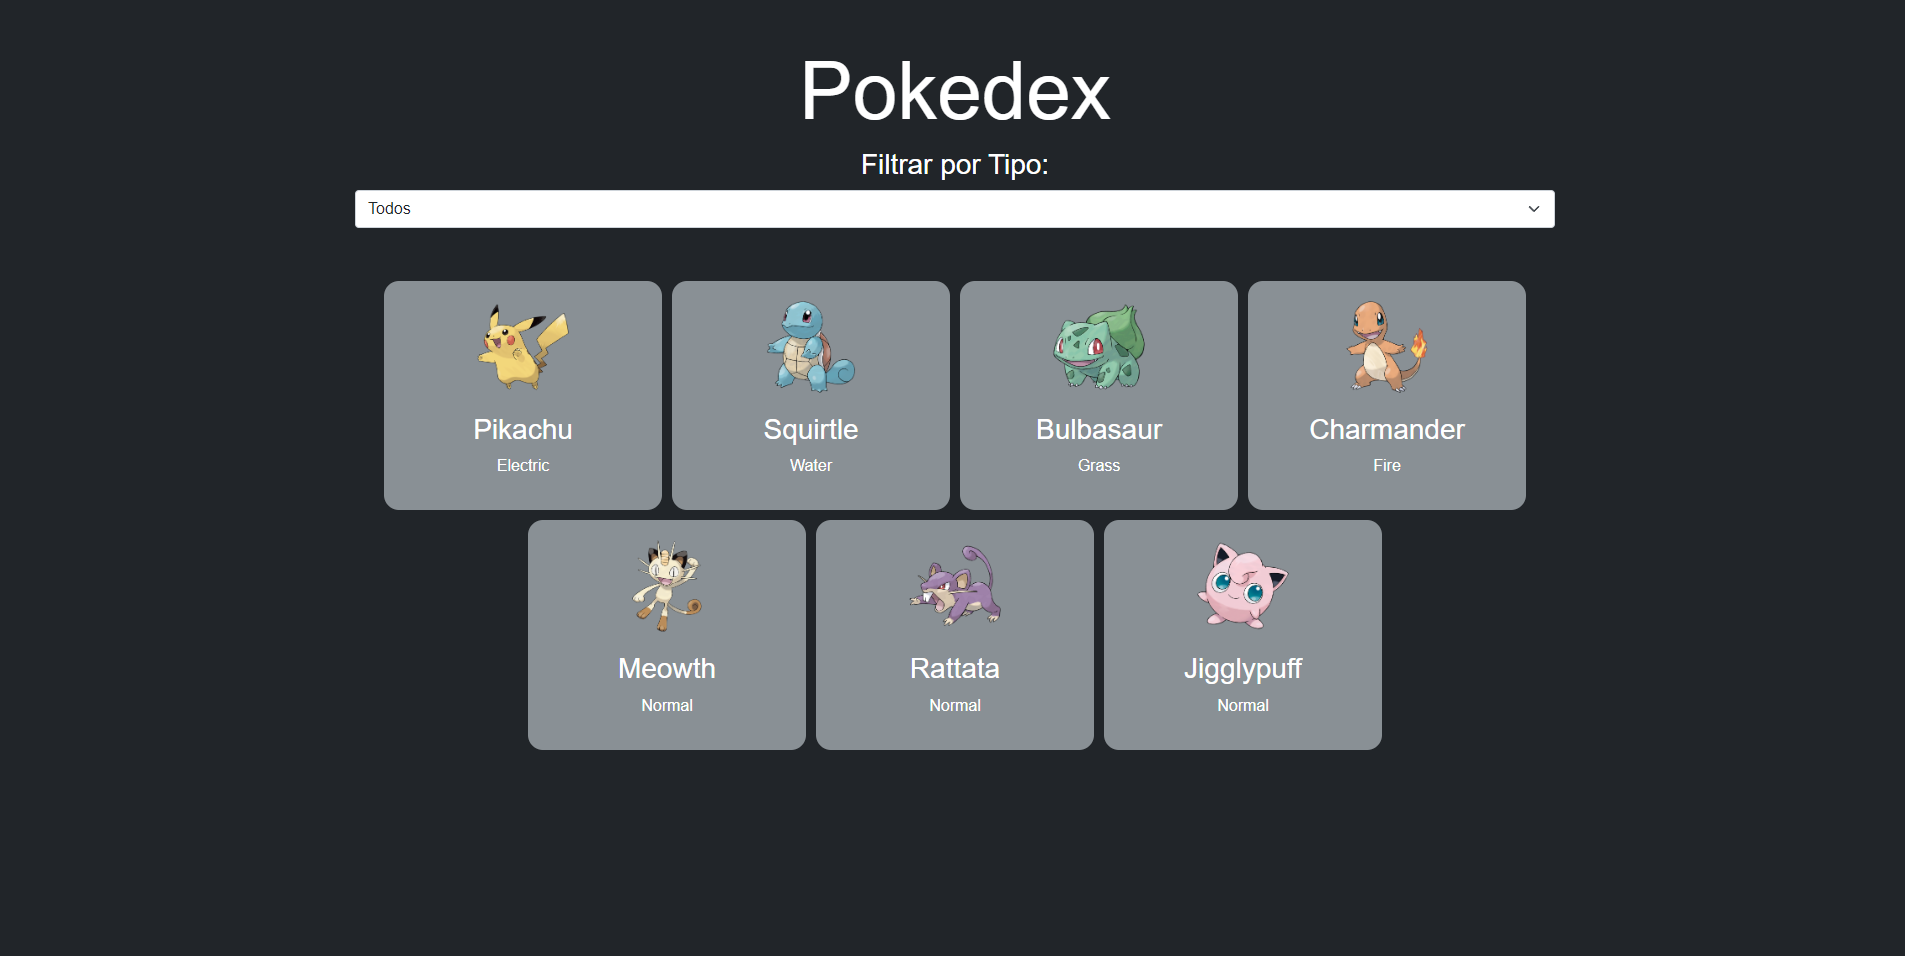 Pokedex
Filtrar por Tipo:
Todos
Pikachu
Electric
Squirtle
Water
Bulbasaur
Grass
Charmander
Fire
Meowth
Normal
Rattata
Normal
Jigglypuff
Normal